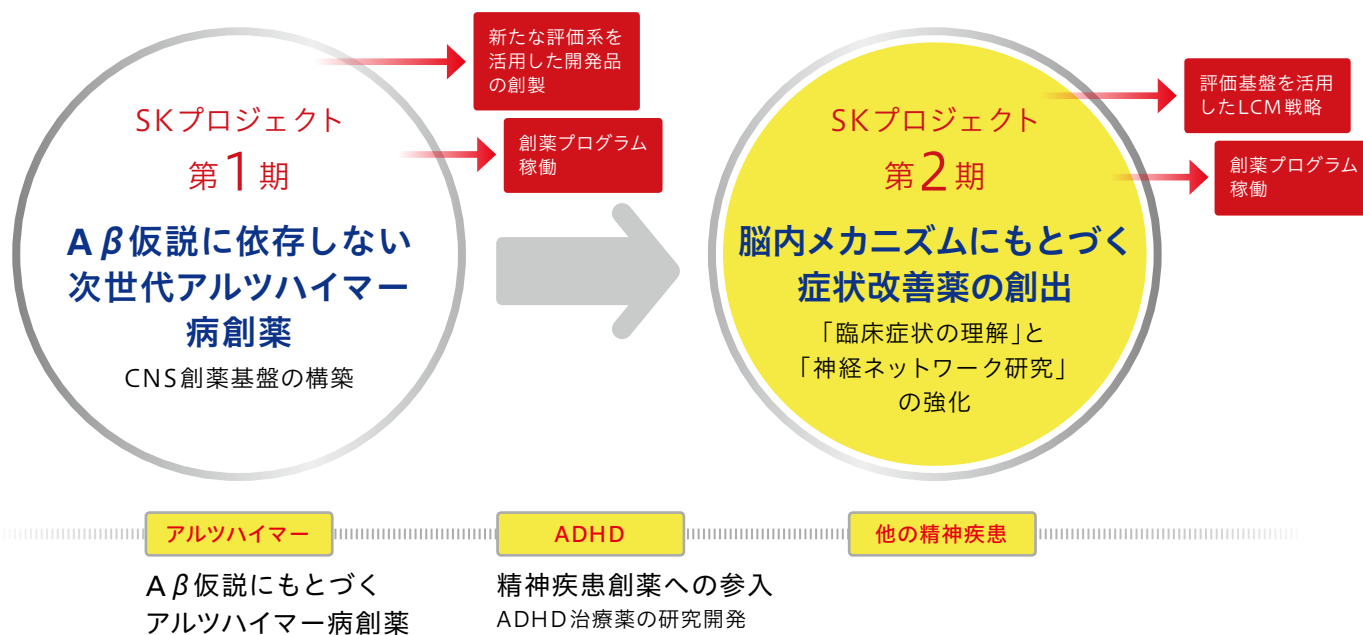 SKプロジェクト
第1期
Aβ仮説に依存しない
次世代アルツハイマー
病創薬
CNS創薬基盤の構築
新たな評価系を
活用した開発品
の創製
創薬プログラム
稼働
SKプロジェクト
第2期
脳内メカニズムにもとづく
症状改善薬の創出
「臨床症状の理解」と
「神経ネットワーク研究」
の強化
評価基盤を活用
したLCM戦略
創薬プログラム
稼働
アルツハイマー
Aβ仮説にもとづく
アルツハイマー病創薬
ADHD
精神疾患創薬への参入
ADHD治療薬の研究開発
他の精神疾患